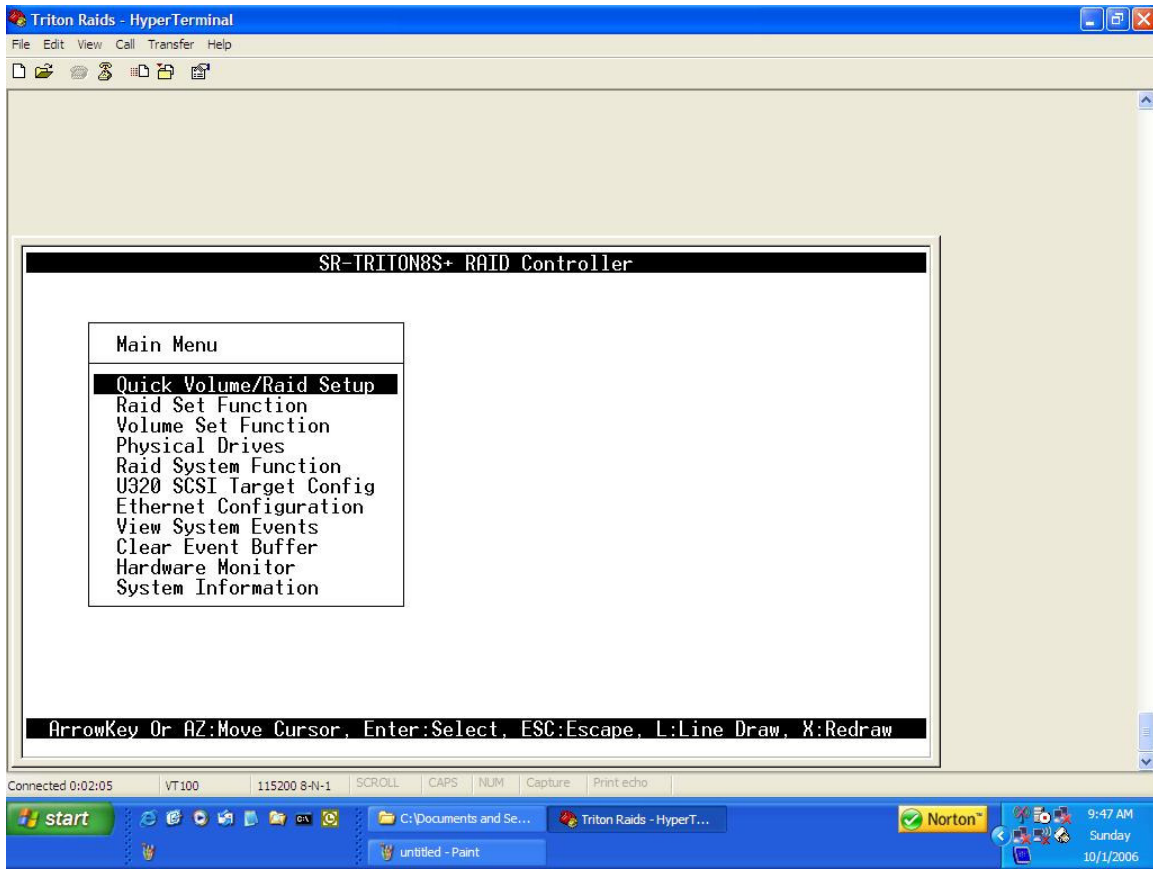 Triton Raids - HyperTerminal
File Edit View Call Transfer Help
SR-TRITON8S+ RAID Controller
Main Menu
Quick Volume/Raid Setup
Raid Set Function
Volume Set Function
Physical Drives
Raid System Function
U320 SCSI Target Config
Ethernet Configuration
View System Events
Clear Event Buffer
Hardware Monitor
System Information
ArrowKey Or AZ:Move Cursor, Enter:Select, ESC:Escape, L:Line Draw, X:Redraw
Connected 0:02:05 VT100 115200 8-N-1 SCROLL CAPS NUM Capture Print echo
start C:\Documents and Se... Triton Raids - HyperT... Norton™ 9:47 AM
Sunday
untitled - Paint 10/1/2006